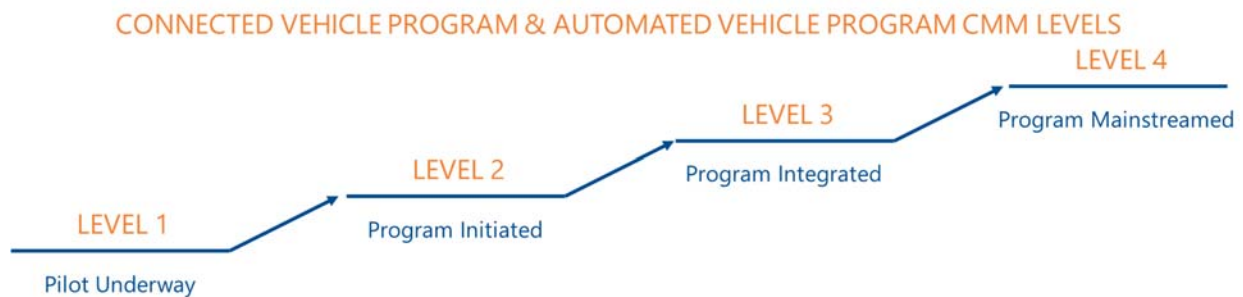 CONNECTED VEHICLE PROGRAM & AUTOMATED VEHICLE PROGRAM CMM LEVELS
LEVEL 1
Pilot Underway
LEVEL 2
Program Initiated
LEVEL 3
Program Integrated
LEVEL 4
Program Mainstreamed